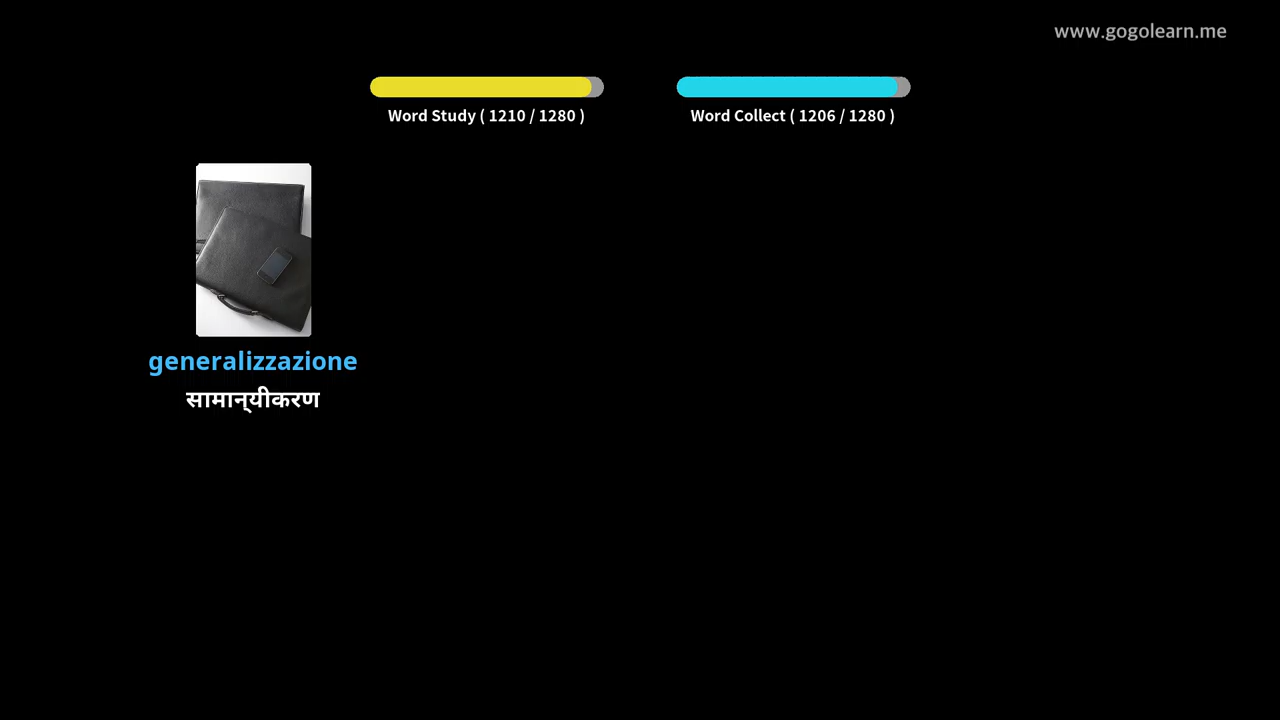 www.gogolearn.me
Word Study ( 1210 / 1280 )
Word Collect ( 1206 / 1280 )
generalizzazione
सामान्यीकरण